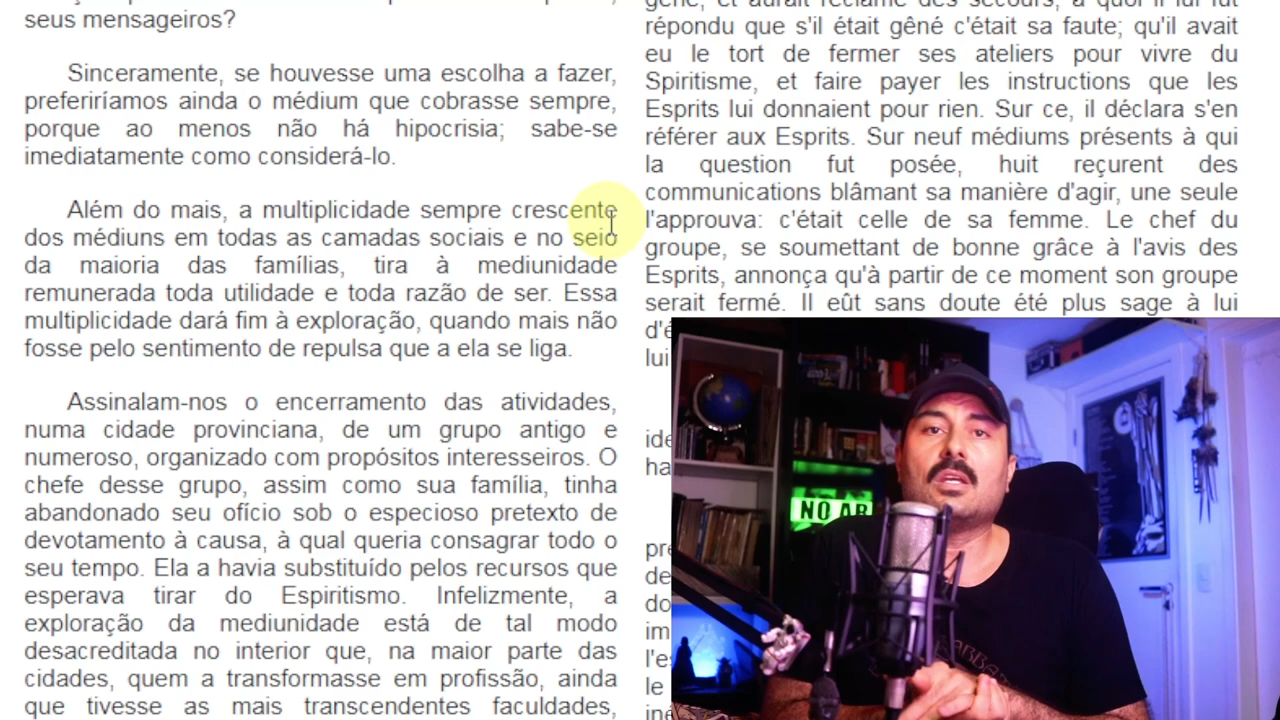 seus mensageiros?
Sinceramente, se houvesse uma escolha a fazer,
preferiríamos ainda o médium que cobrasse sempre,
porque ao menos não há hipocrisia; sabe-se
imediatamente como considerá-lo.
Além do mais, a multiplicidade sempre crescente
dos médiuns em todas as camadas sociais e no seio
da maioria das famílias, tira à mediunidade
remunerada toda utilidade e toda razão de ser. Essa
multiplicidade dará fim à exploração, quando mais não
fosse pelo sentimento de repulsa que a ela se liga.
Assinalam-nos o encerramento das atividades,
numa cidade provinciana, de um grupo antigo e
numeroso, organizado com propósitos interesseiros. O
chefe desse grupo, assim como sua família, tinha
abandonado seu ofício sob o especioso pretexto de
devotamento à causa, à qual queria consagrar todo o
seu tempo. Ela a havia substituído pelos recursos que
esperava tirar do Espiritismo. Infelizmente, a
exploração da mediunidade está de tal modo
desacreditada no interior que, na maior parte das
cidades, quem a transformasse em profissão, ainda
que tivesse as mais transcendentes faculdades,
gêné, et aurait réclamé des secours, à quoi il lui fut
répondu que s'il était gêné c'était sa faute; qu'il avait
eu le tort de fermer ses ateliers pour vivre du
Spiritisme, et faire payer les instructions que les
Esprits lui donnaient pour rien. Sur ce, il déclara s'en
référer aux Esprits. Sur neuf médiums présents à qui
la question fut posée, huit reçurent des
communications blâmant sa manière d'agir, une seule
l'approuva: c'était celle de sa femme. Le chef du
groupe, se soumettant de bonne grâce à l'avis des
Esprits, annonça qu'à partir de ce moment son groupe
serait fermé. Il eût sans doute été plus sage à lui
lui
le
NO AR